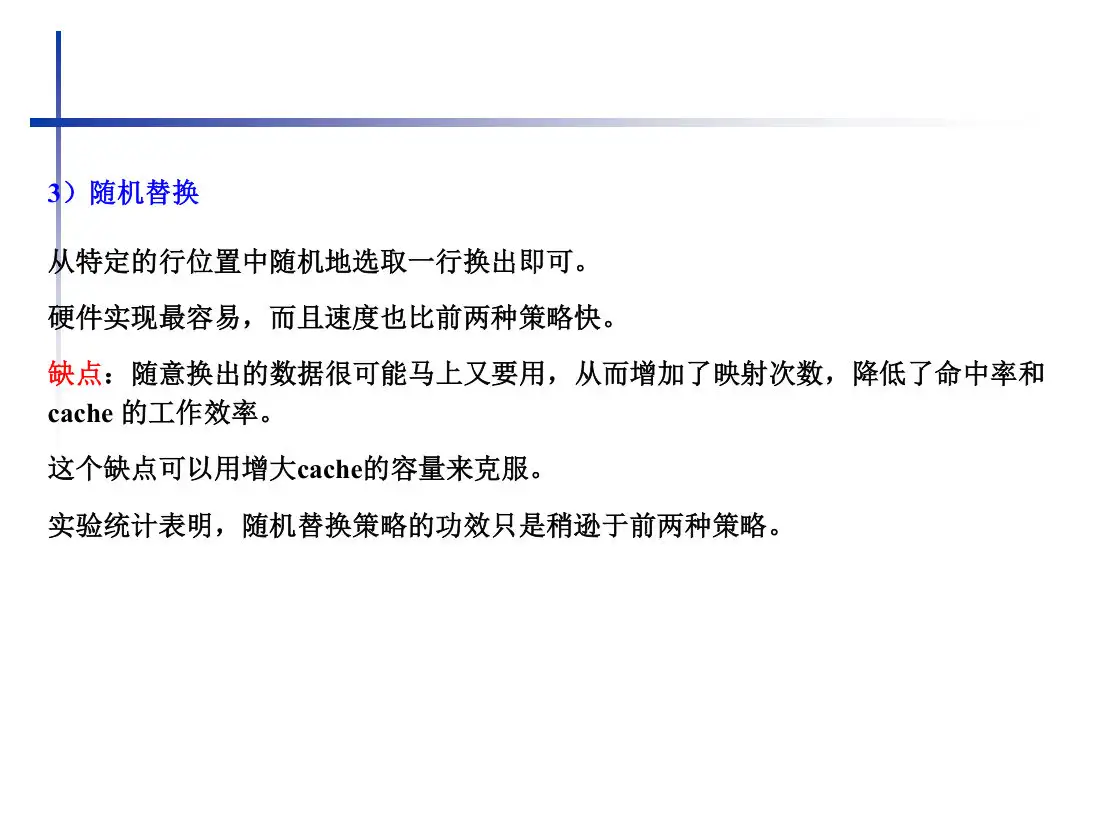 3）随机替换
从特定的行位置中随机地选取一行换出即可。
硬件实现最容易，而且速度也比前两种策略快。
缺点：随意换出的数据很可能马上又要用，从而增加了映射次数，降低了命中率和
cache 的工作效率。
这个缺点可以用增大cache的容量来克服。
实验统计表明，随机替换策略的功效只是稍逊于前两种策略。